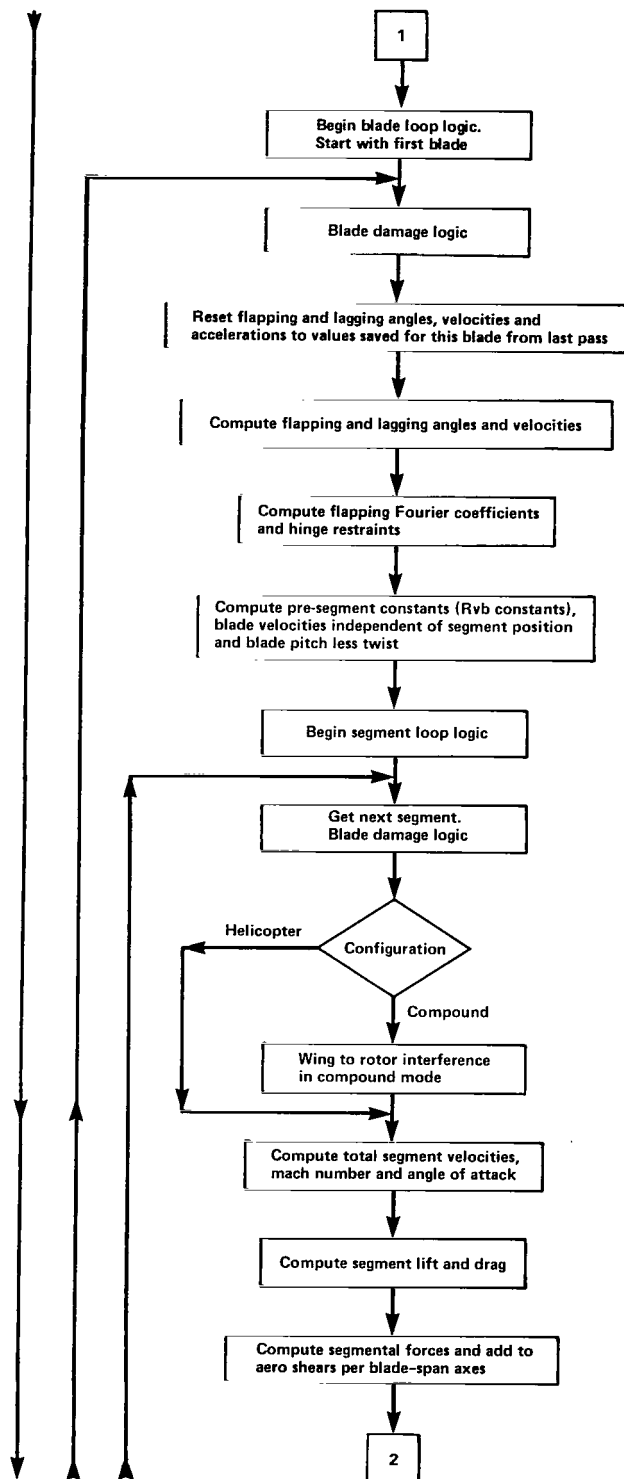 1
Begin blade loop logic.
Start with first blade
Blade damage logic
Reset flapping and lagging angles, velocities and
accelerations to values saved for this blade from last pass
Compute flapping and lagging angles and velocities
Compute flapping Fourier coefficients
and hinge restraints
Compute pre-segment constants (Rvb constants),
blade velocities independent of segment position
and blade pitch less twist
Begin segment loop logic
Get next segment.
Blade damage logic
Helicopter
Configuration
Compound
Wing to rotor interference
in compound mode
Compute total segment velocities,
mach number and angle of attack
Compute segment lift and drag
Compute segmental forces and add to
aero shears per blade-span axes
2